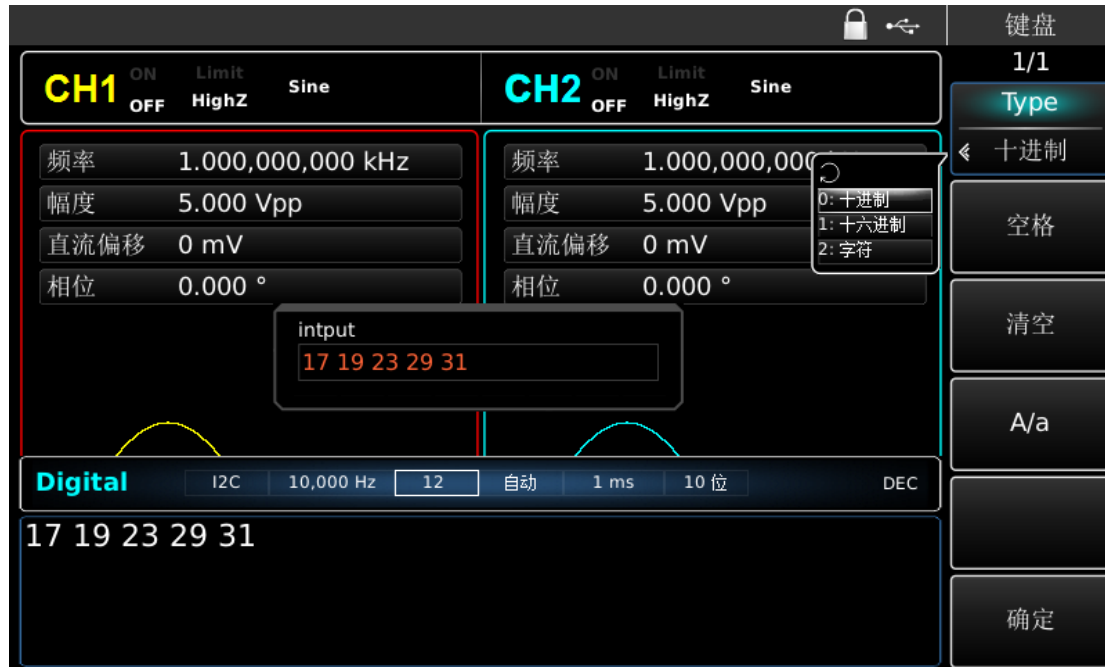 键盘
1/1
CH1 ON OFF Limit HighZ Sine
CH2 ON OFF Limit HighZ Sine
Type
十进制
频率 1.000,000,000 kHz
幅度 5.000 Vpp
直流偏移 0 mV
相位 0.000 °
频率 1.000,000,000
幅度 5.000 Vpp
直流偏移 0 mV
相位 0.000 °
0: 十进制
1: 十六进制
2: 字符
空格
清空
A/a
确定
intput
17 19 23 29 31
Digital I2C 10,000 Hz 12 自动 1 ms 10 位 DEC
17 19 23 29 31